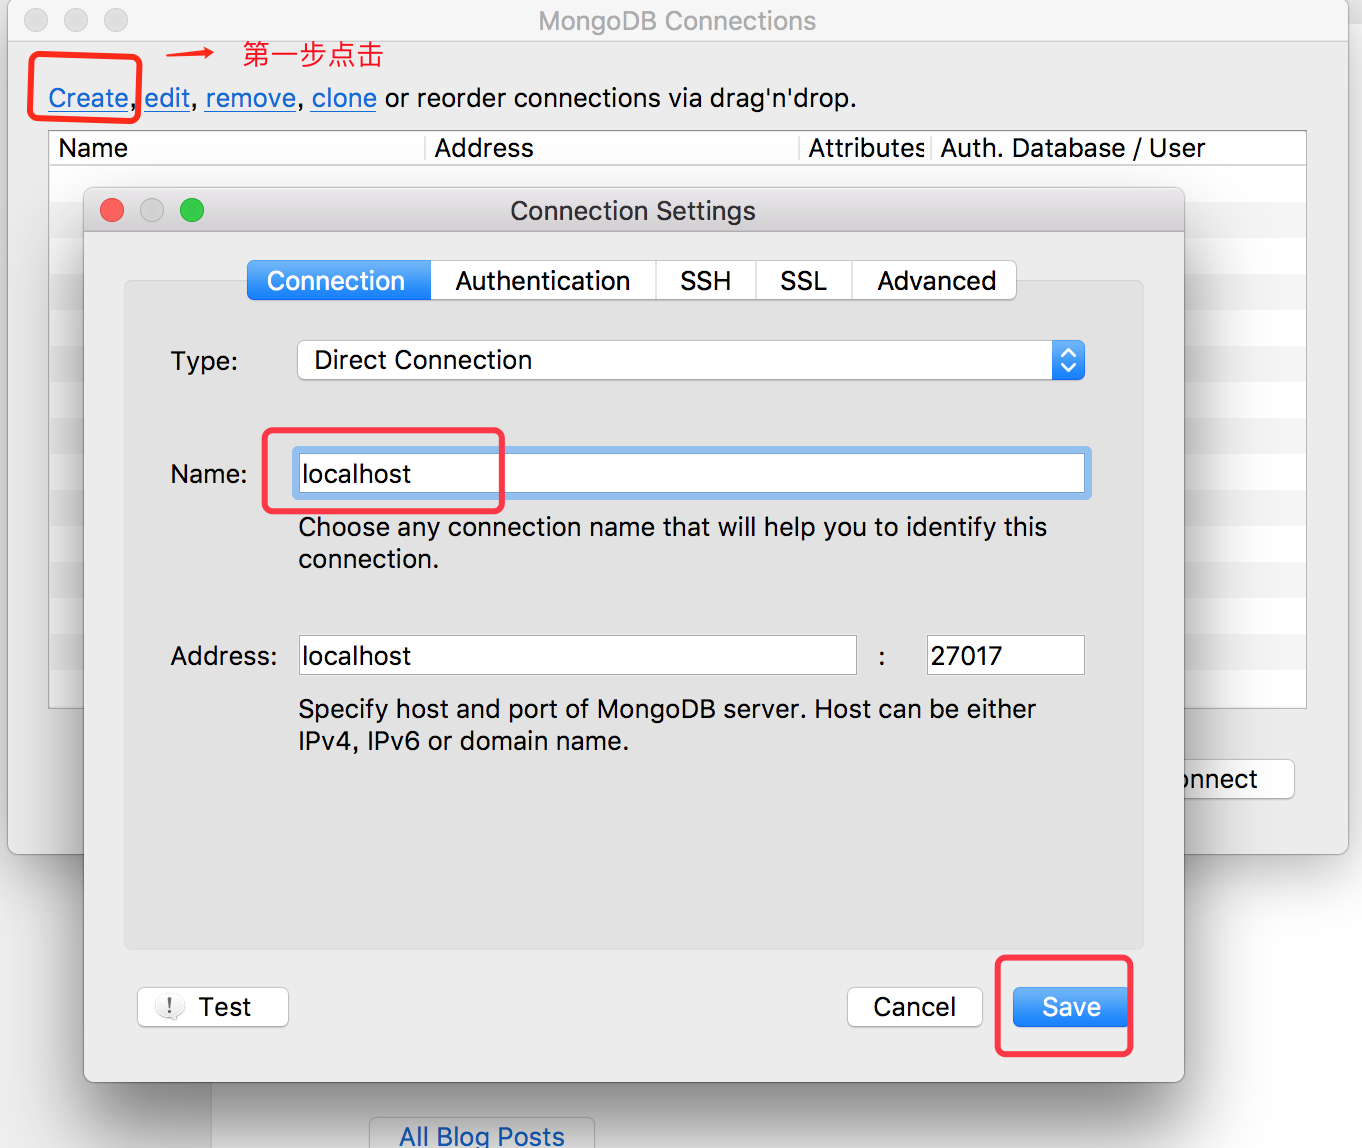 MongoDB Connections
第一步点击
Create, edit, remove, clone or reorder connections via drag'n'drop.
Name Address Attributes Auth. Database / User
Connection Settings
Connection Authentication SSH SSL Advanced
Type: Direct Connection
Name: localhost
Choose any connection name that will help you to identify this
connection.
Address: localhost : 27017
Specify host and port of MongoDB server. Host can be either
IPv4, IPv6 or domain name.
onnect
! Test Cancel Save
All Blog Posts